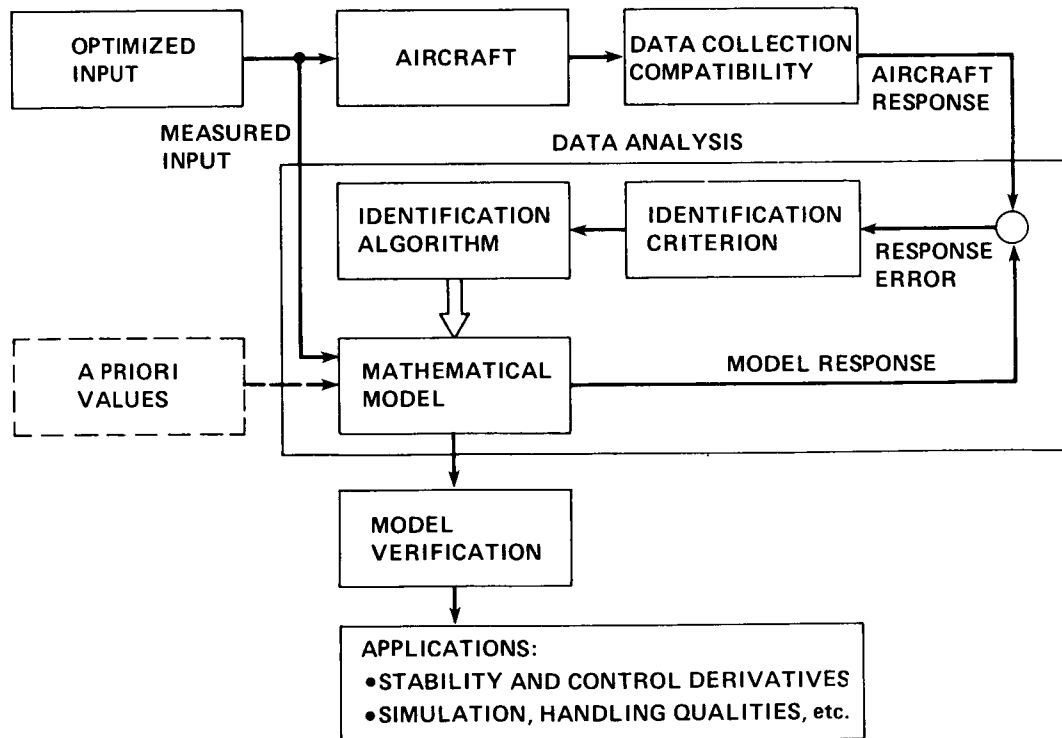 OPTIMIZED
INPUT
AIRCRAFT
DATA COLLECTION
COMPATIBILITY
AIRCRAFT
RESPONSE
MEASURED
INPUT
DATA ANALYSIS
IDENTIFICATION
ALGORITHM
IDENTIFICATION
CRITERION
RESPONSE
ERROR
A PRIORI
VALUES
MATHEMATICAL
MODEL
MODEL RESPONSE
MODEL
VERIFICATION
APPLICATIONS:
•STABILITY AND CONTROL DERIVATIVES
•SIMULATION, HANDLING QUALITIES, etc.